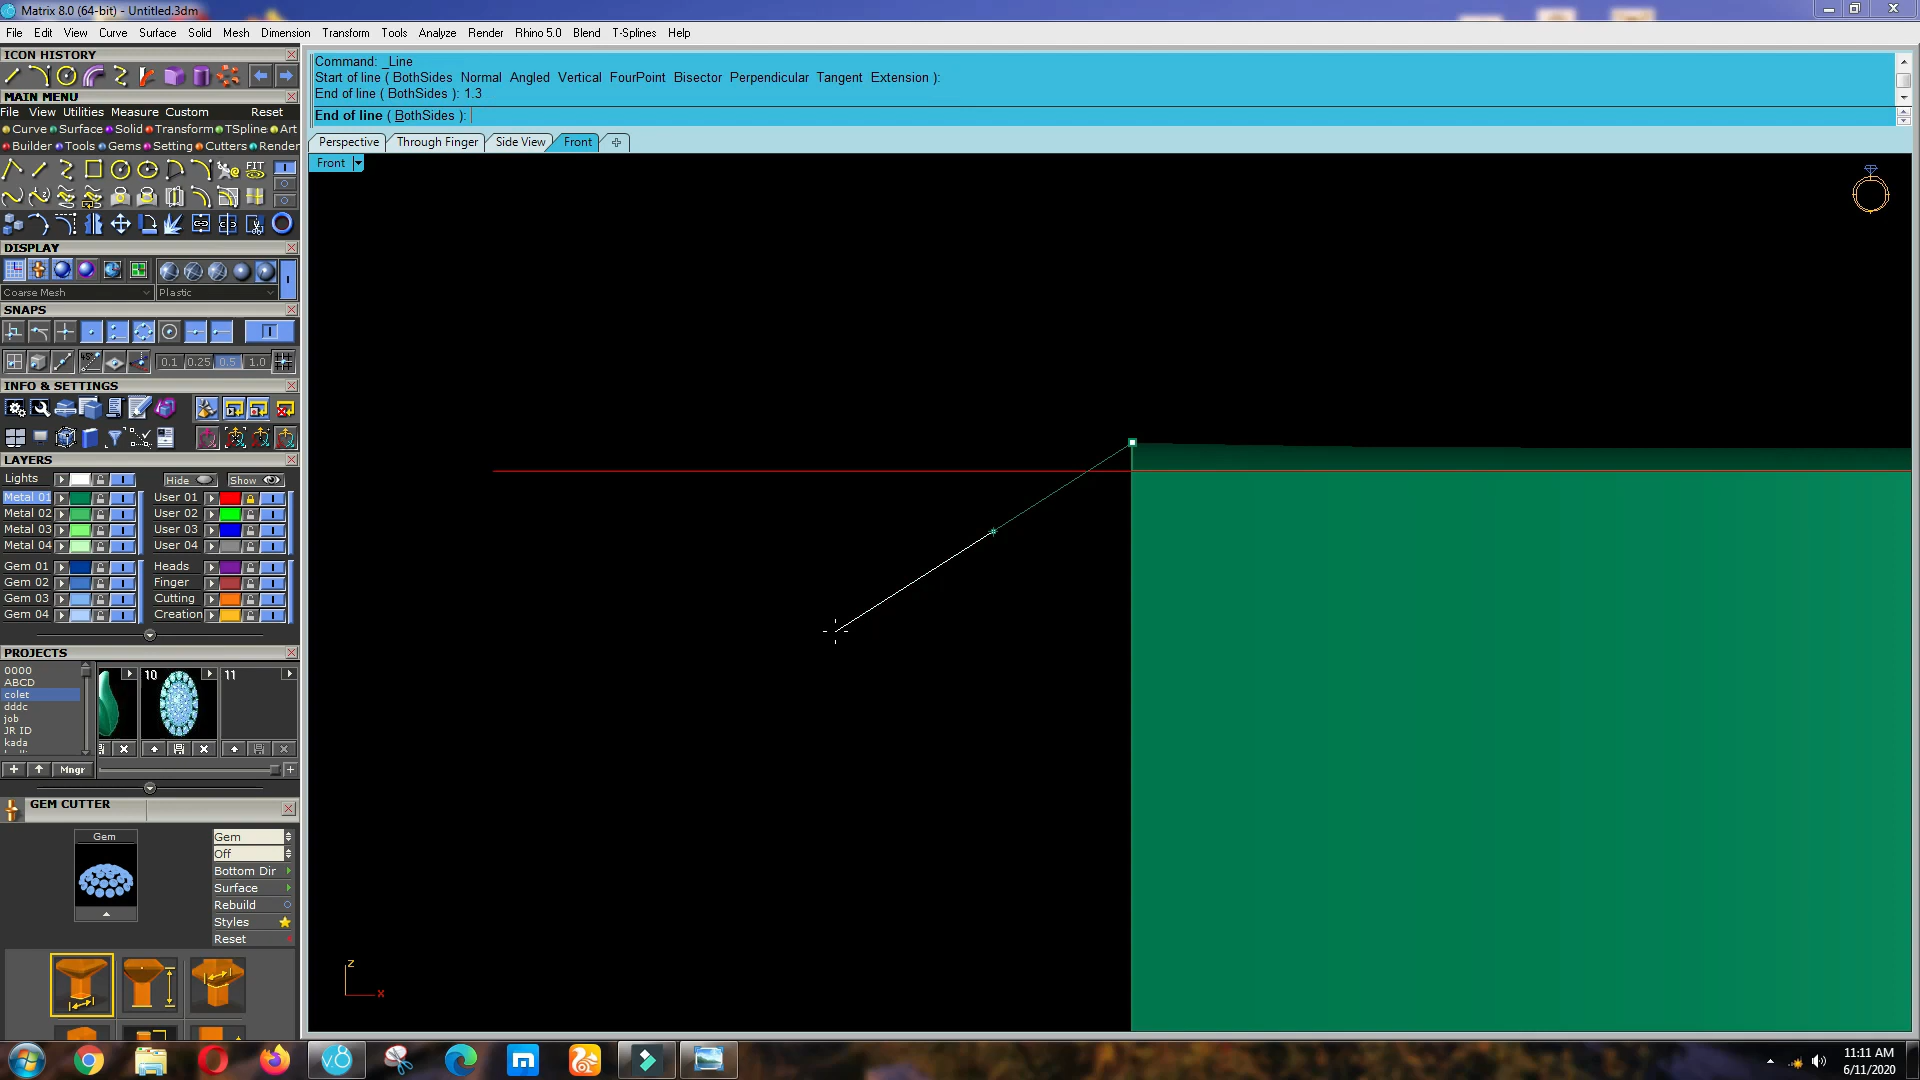 Matrix 8.0 (64-bit) - Untitled.3dm
File Edit View Curve Surface Solid Mesh Dimension Transform Tools Analyze Render Rhino 5.0 Blend T-Splines Help
ICON HISTORY
MAIN MENU
File View Utilities Measure Custom Reset
Curve Surface Solid Transform TSpline Art
Builder Tools Gems Setting Cutters Render
FIT
DISPLAY
Coarse Mesh Plastic
SNAPS
0.1 0.25 0.5 1.0
INFO & SETTINGS
LAYERS
Lights Hide Show
Metal 01 User 01
Metal 02 User 02
Metal 03 User 03
Metal 04 User 04
Gem 01 Heads
Gem 02 Finger
Gem 03 Cutting
Gem 04 Creation
PROJECTS
0000
ABCD
colet
dddc
job
JR ID
kada
10 11
Mngr
GEM CUTTER
Gem
Gem
Off
Bottom Dir
Surface
Rebuild
Styles
Reset
Command: _Line
Start of line ( BothSides Normal Angled Vertical FourPoint Bisector Perpendicular Tangent Extension ):
End of line ( BothSides ): 1.3
End of line ( BothSides ):
Perspective Through Finger Side View Front
Front
z
x
11:11 AM
6/11/2020